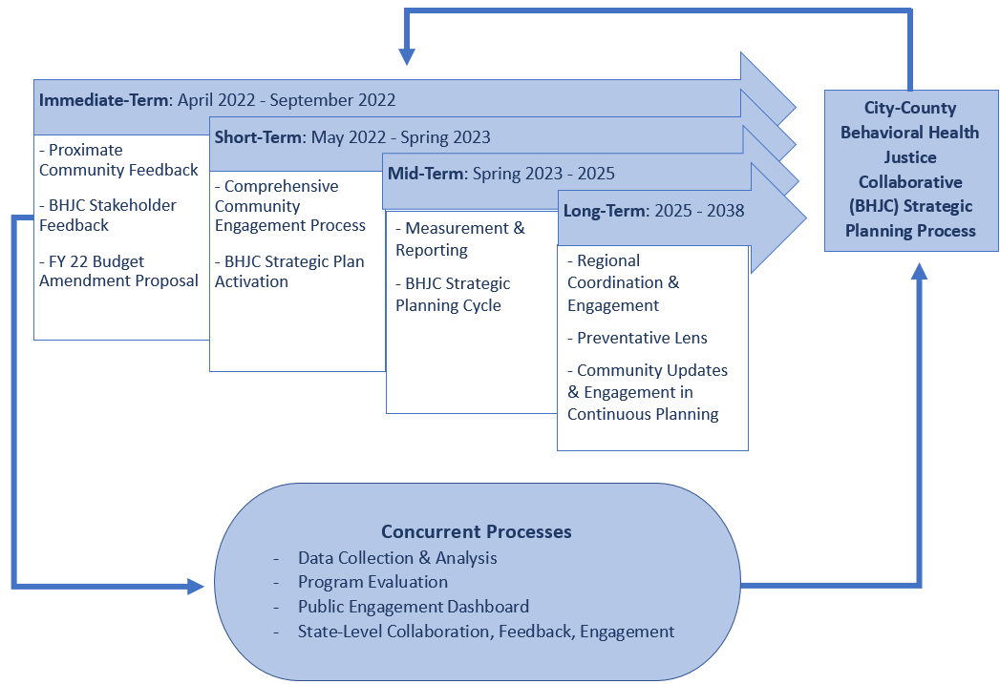 Immediate-Term: April 2022 - September 2022
- Proximate
Community Feedback
- BHJC Stakeholder
Feedback
- FY 22 Budget
Amendment Proposal
Short-Term: May 2022 - Spring 2023
- Comprehensive
Community
Engagement Process
- BHJC Strategic Plan
Activation
Mid-Term: Spring 2023 - 2025
- Measurement &
Reporting
- BHJC Strategic
Planning Cycle
Long-Term: 2025 - 2038
- Regional
Coordination &
Engagement
- Preventative Lens
- Community Updates
& Engagement in
Continuous Planning
City-County
Behavioral Health
Justice
Collaborative
(BHJC) Strategic
Planning Process
Concurrent Processes
- Data Collection & Analysis
- Program Evaluation
- Public Engagement Dashboard
- State-Level Collaboration, Feedback, Engagement